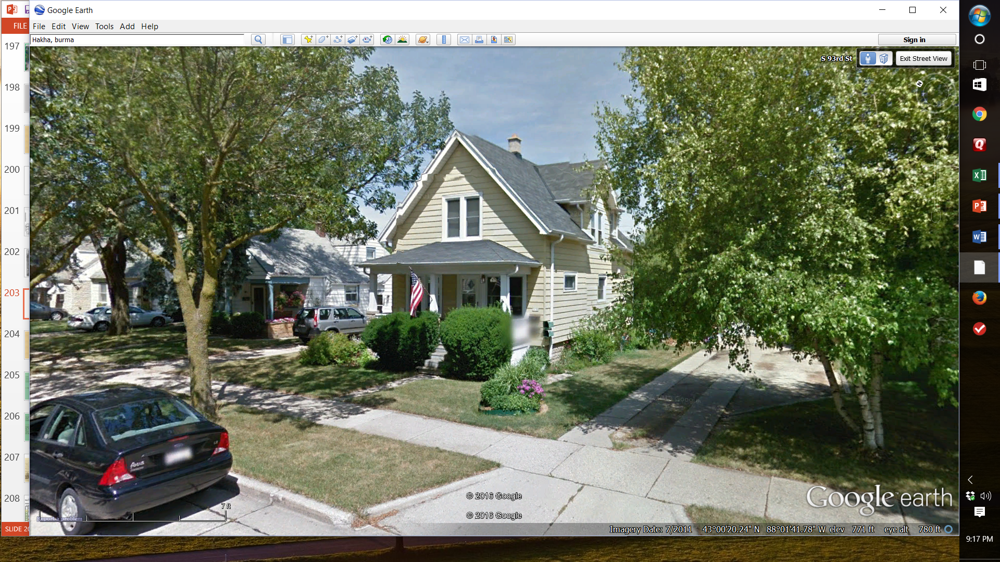 Google Earth
FILE
File Edit View Tools Add Help
Hakha, burma
Sign in
197
198
199
200
201
202
203
204
205
206
207
208
SLIDE 20
S 93rd St
Exit Street View
N
© 2016 Google
© 2016 Google
7 ft
Report a problem
Google earth
Imagery Date: 7/2011 43°00'20.24" N 88°01'41.78" W elev 771 ft eye alt 780 ft
9:17 PM